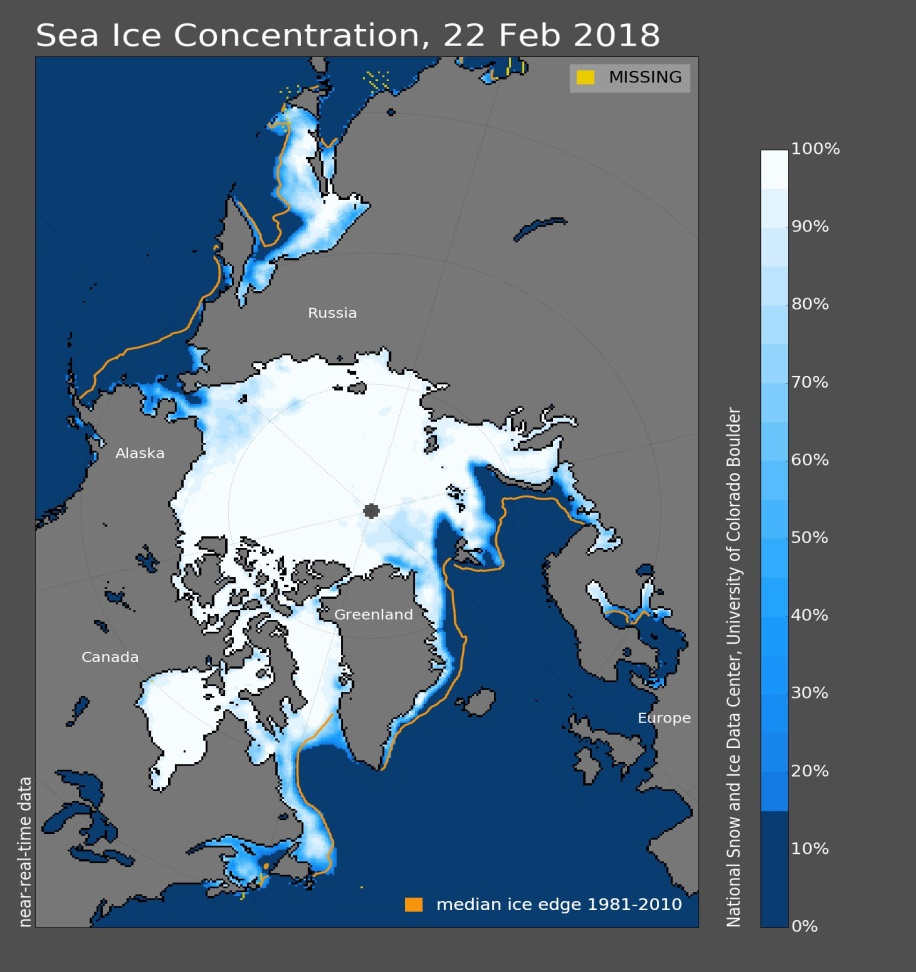 Sea Ice Concentration, 22 Feb 2018
MISSING
Russia
Alaska
Greenland
Canada
Europe
median ice edge 1981-2010
near-real-time data
National Snow and Ice Data Center, University of Colorado Boulder
100%
90%
80%
70%
60%
50%
40%
30%
20%
10%
0%